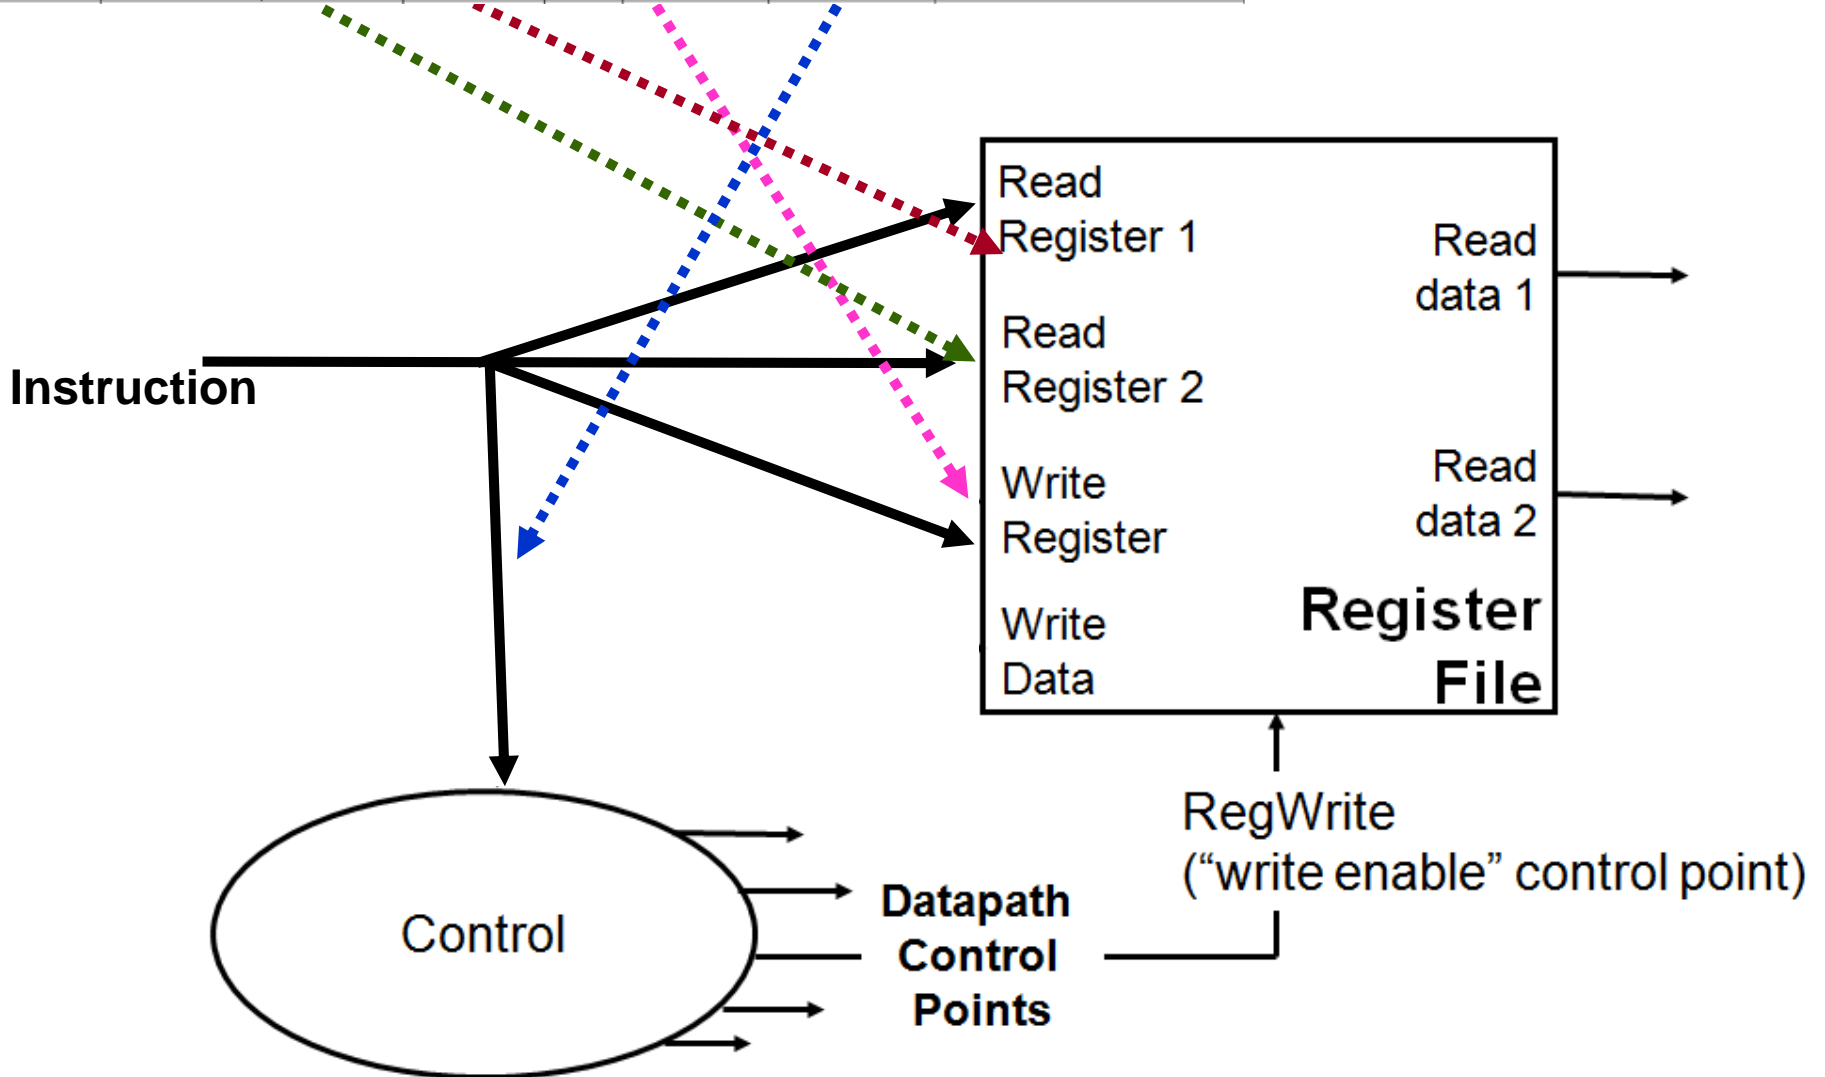 Read
Register 1
Read
data 1
Read
Register 2
Instruction
Write
Register
Read
data 2
Write
Data
Register
File
RegWrite
(“write enable” control point)
Control
Datapath
Control
Points